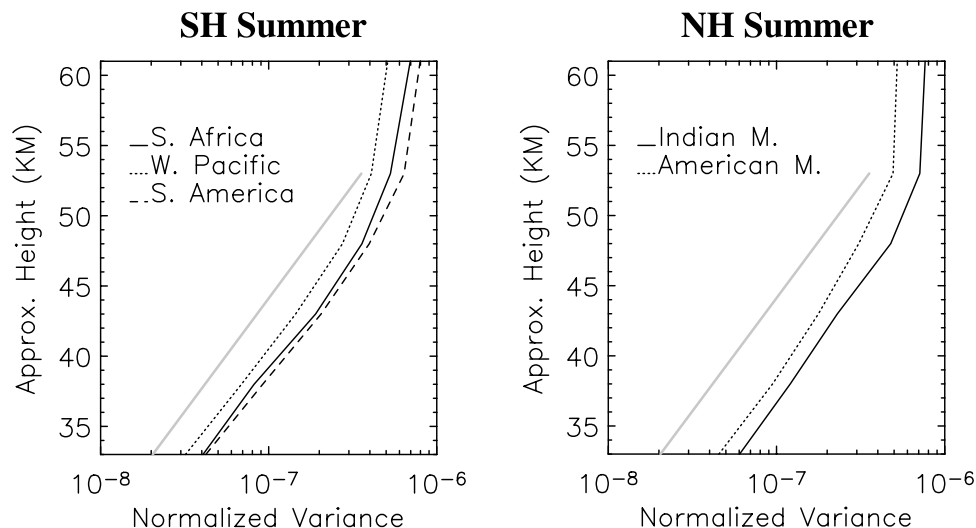 SH Summer
60
55
50
45
40
35
Approx. Height (KM)
S. Africa
W. Pacific
S. America
10-8
10-7
10-6
Normalized Variance
NH Summer
60
55
50
45
40
35
Approx. Height (KM)
Indian M.
American M.
10-8
10-7
10-6
Normalized Variance